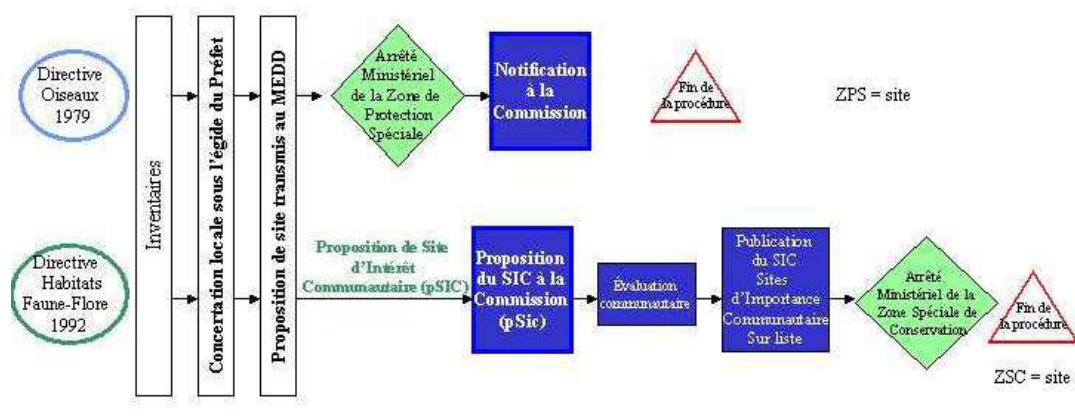 Directive
Oiseaux
1979
Inventaires
Concertation locale sous l'égide du Préfet
Proposition de site transmis au MEDD
Arrêté
Ministériel
de la Zone de
Protection
Spéciale
Notification
à la
Commission
Fin de
la procédure
ZPS = site
Directive
Habitats
Faune-Flore
1992
Proposition de Site
d'Intérêt
Communautaire (pSIC)
Proposition
du SIC à la
Commission
(pSic)
Évaluation
communautaire
Publication
du SIC
Sites
d'Importance
Communautaire
Sur liste
Arrêté
Ministériel de la
Zone Spéciale de
Conservation
Fin de
la procédure
ZSC = site